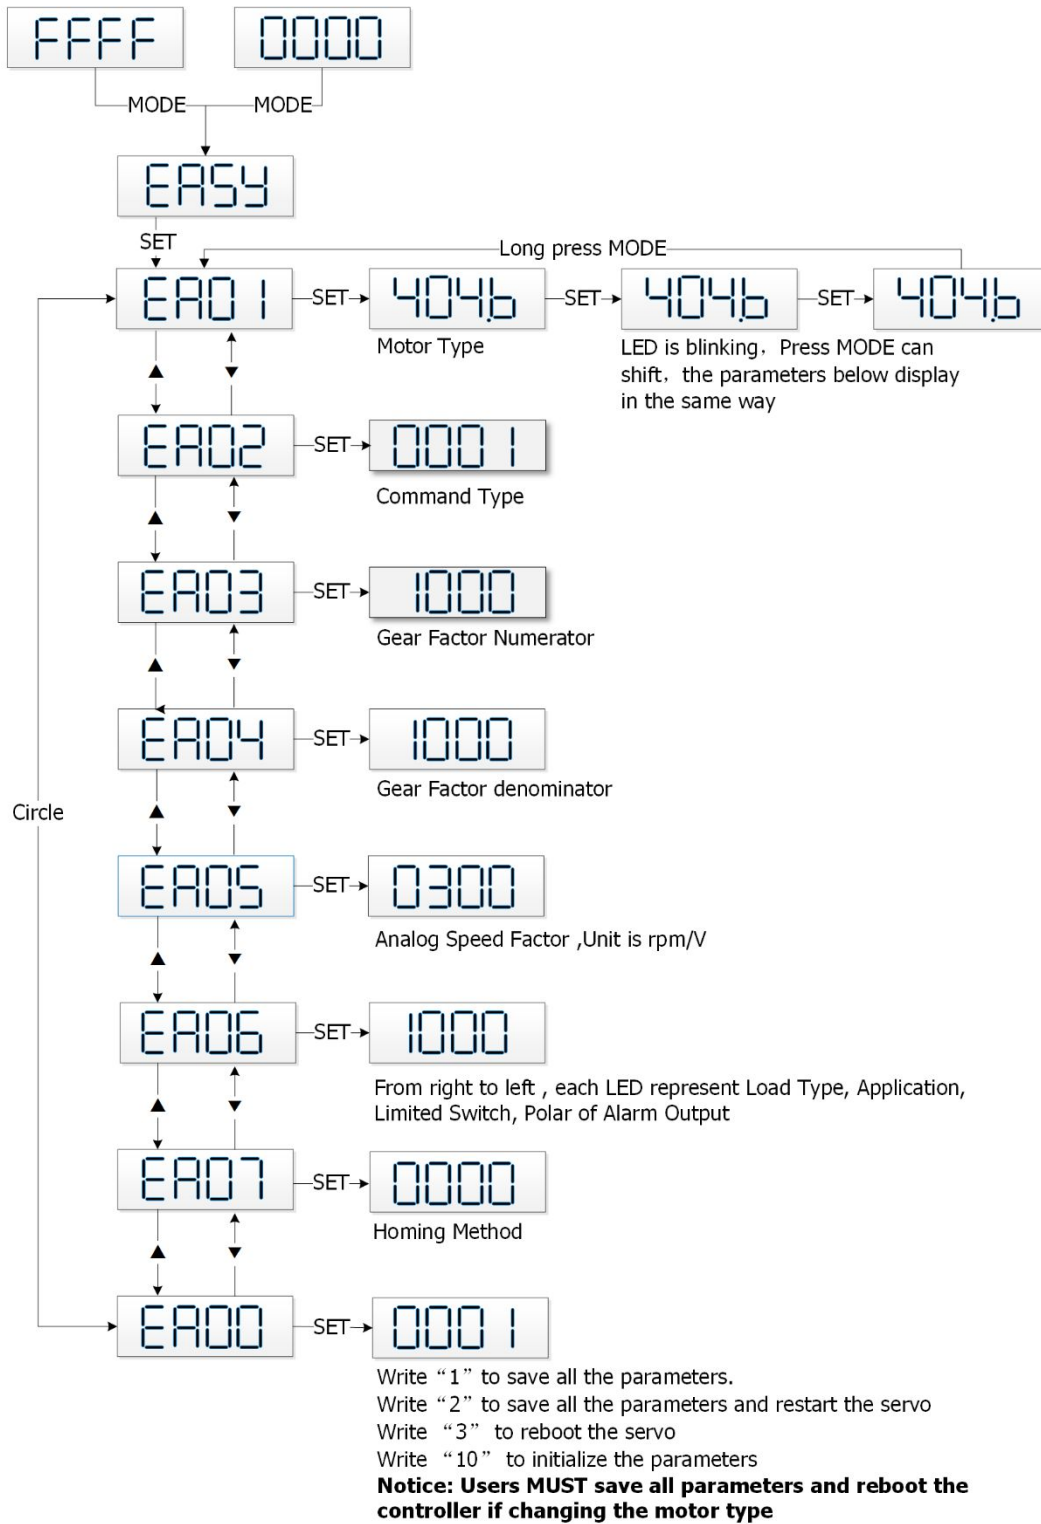 FFFF 0000
MODE MODE
EASY
SET
Long press MODE
EA01 SET 404.b SET 404.b SET 404.b
Motor Type
LED is blinking, Press MODE can
shift, the parameters below display
in the same way
▲ ▼
EA02 SET 0001
Command Type
▲ ▼
EA03 SET 1000
Gear Factor Numerator
▲ ▼
EA04 SET 1000
Gear Factor denominator
Circle
▲ ▼
EA05 SET 0300
Analog Speed Factor ,Unit is rpm/V
▲ ▼
EA06 SET 1000
From right to left , each LED represent Load Type, Application,
Limited Switch, Polar of Alarm Output
▲ ▼
EA07 SET 0000
Homing Method
▲ ▼
EA00 SET 0001
Write “1” to save all the parameters.
Write “2” to save all the parameters and restart the servo
Write “3” to reboot the servo
Write “10” to initialize the parameters
Notice: Users MUST save all parameters and reboot the
controller if changing the motor type